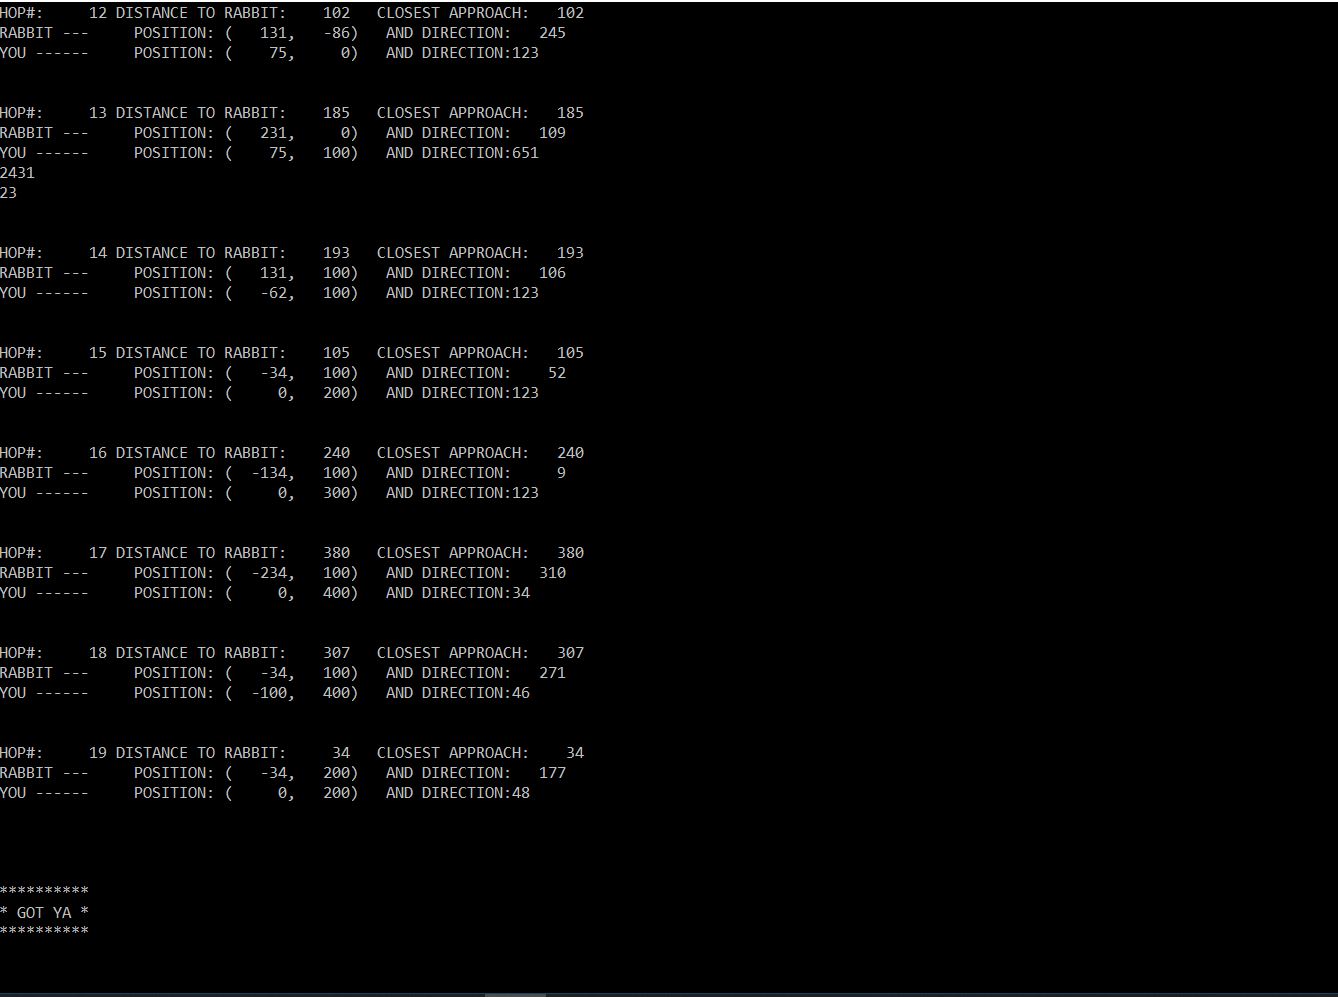 HOP#:     12 DISTANCE TO RABBIT:    102   CLOSEST APPROACH:   102
RABBIT ---     POSITION: (   131,   -86)   AND DIRECTION:   245
YOU ------     POSITION: (    75,     0)   AND DIRECTION:123
HOP#:     13 DISTANCE TO RABBIT:    185   CLOSEST APPROACH:   185
RABBIT ---     POSITION: (   231,     0)   AND DIRECTION:   109
YOU ------     POSITION: (    75,   100)   AND DIRECTION:651
2431
23
HOP#:     14 DISTANCE TO RABBIT:    193   CLOSEST APPROACH:   193
RABBIT ---     POSITION: (   131,   100)   AND DIRECTION:   106
YOU ------     POSITION: (   -62,   100)   AND DIRECTION:123
HOP#:     15 DISTANCE TO RABBIT:    105   CLOSEST APPROACH:   105
RABBIT ---     POSITION: (   -34,   100)   AND DIRECTION:    52
YOU ------     POSITION: (     0,   200)   AND DIRECTION:123
HOP#:     16 DISTANCE TO RABBIT:    240   CLOSEST APPROACH:   240
RABBIT ---     POSITION: (  -134,   100)   AND DIRECTION:     9
YOU ------     POSITION: (     0,   300)   AND DIRECTION:123
HOP#:     17 DISTANCE TO RABBIT:    380   CLOSEST APPROACH:   380
RABBIT ---     POSITION: (  -234,   100)   AND DIRECTION:   310
YOU ------     POSITION: (     0,   400)   AND DIRECTION:34
HOP#:     18 DISTANCE TO RABBIT:    307   CLOSEST APPROACH:   307
RABBIT ---     POSITION: (   -34,   100)   AND DIRECTION:   271
YOU ------     POSITION: (  -100,   400)   AND DIRECTION:46
HOP#:     19 DISTANCE TO RABBIT:     34   CLOSEST APPROACH:    34
RABBIT ---     POSITION: (   -34,   200)   AND DIRECTION:   177
YOU ------     POSITION: (     0,   200)   AND DIRECTION:48
**********
* GOT YA *
**********